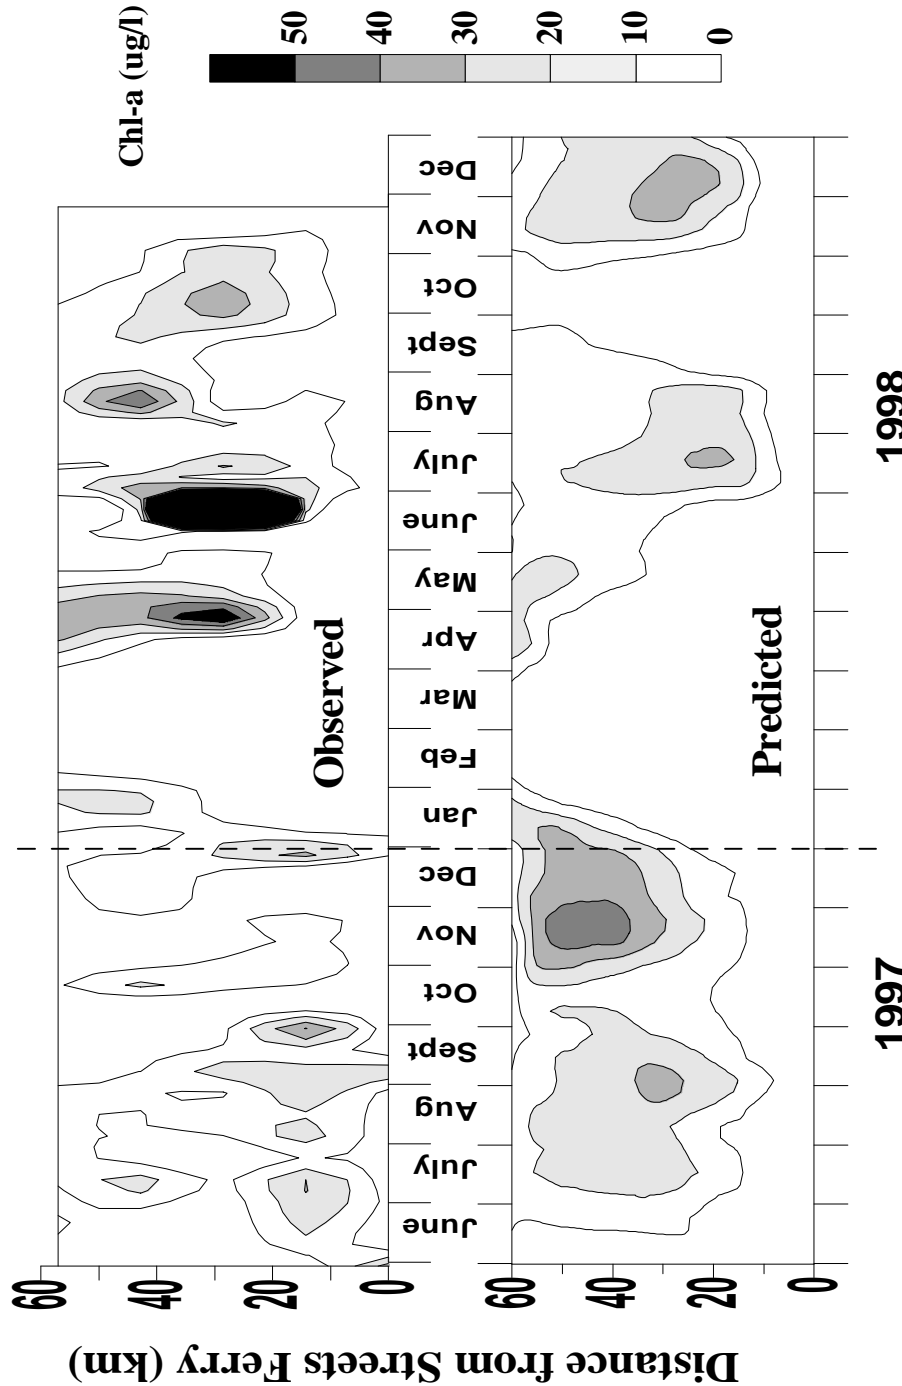 Chl-a (ug/l)
0
10
20
30
40
50
Distance from Streets Ferry (km)
60
40
20
0
Observed
June
July
Aug
Sept
Oct
Nov
Dec
Jan
Feb
Mar
Apr
May
June
July
Aug
Sept
Oct
Nov
Dec
60
40
20
0
Predicted
1997
1998